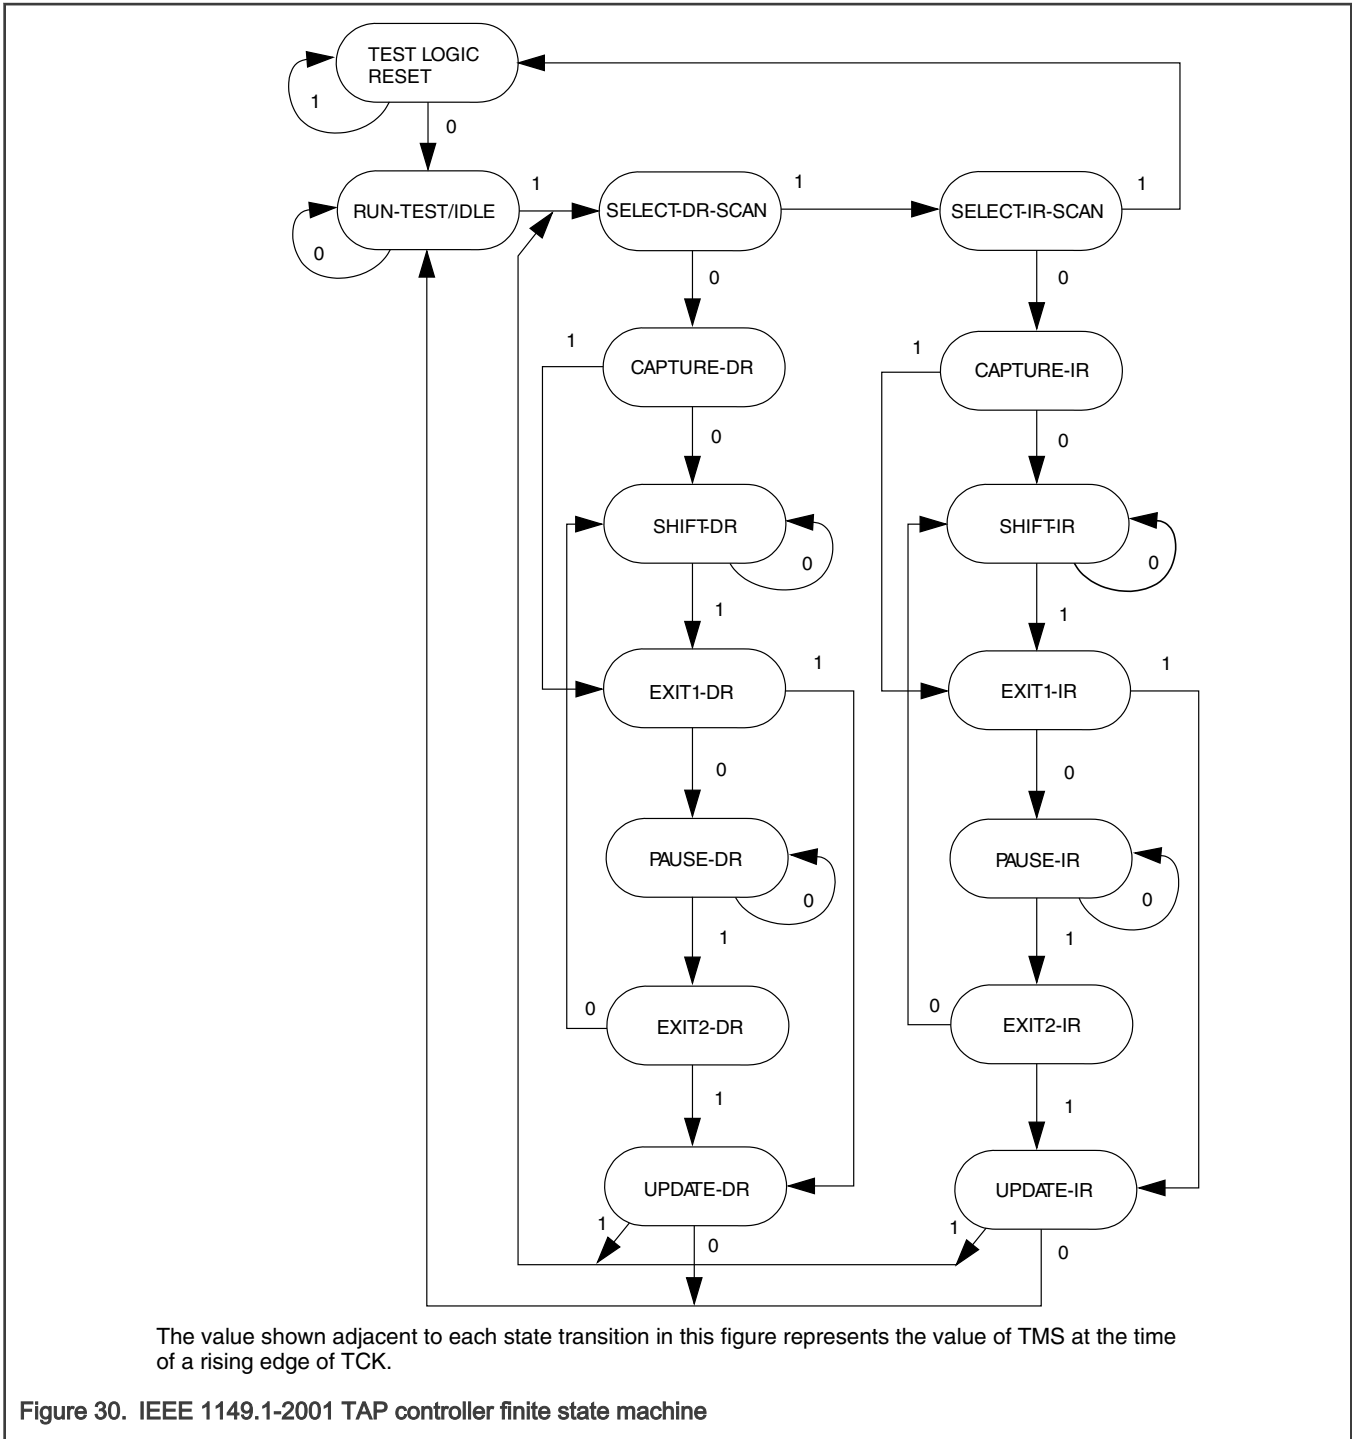 TEST LOGIC
RESET
1
0
RUN-TEST/IDLE
0
1
SELECT-DR-SCAN
1
SELECT-IR-SCAN
1
0
0
1
CAPTURE-DR
1
CAPTURE-IR
0
0
SHIFT-DR
0
SHIFT-IR
0
1
1
EXIT1-DR
1
EXIT1-IR
1
0
0
PAUSE-DR
0
PAUSE-IR
0
1
1
0
EXIT2-DR
0
EXIT2-IR
1
1
UPDATE-DR
UPDATE-IR
1
0
1
0
The value shown adjacent to each state transition in this figure represents the value of TMS at the time
of a rising edge of TCK.
Figure 30. IEEE 1149.1-2001 TAP controller finite state machine